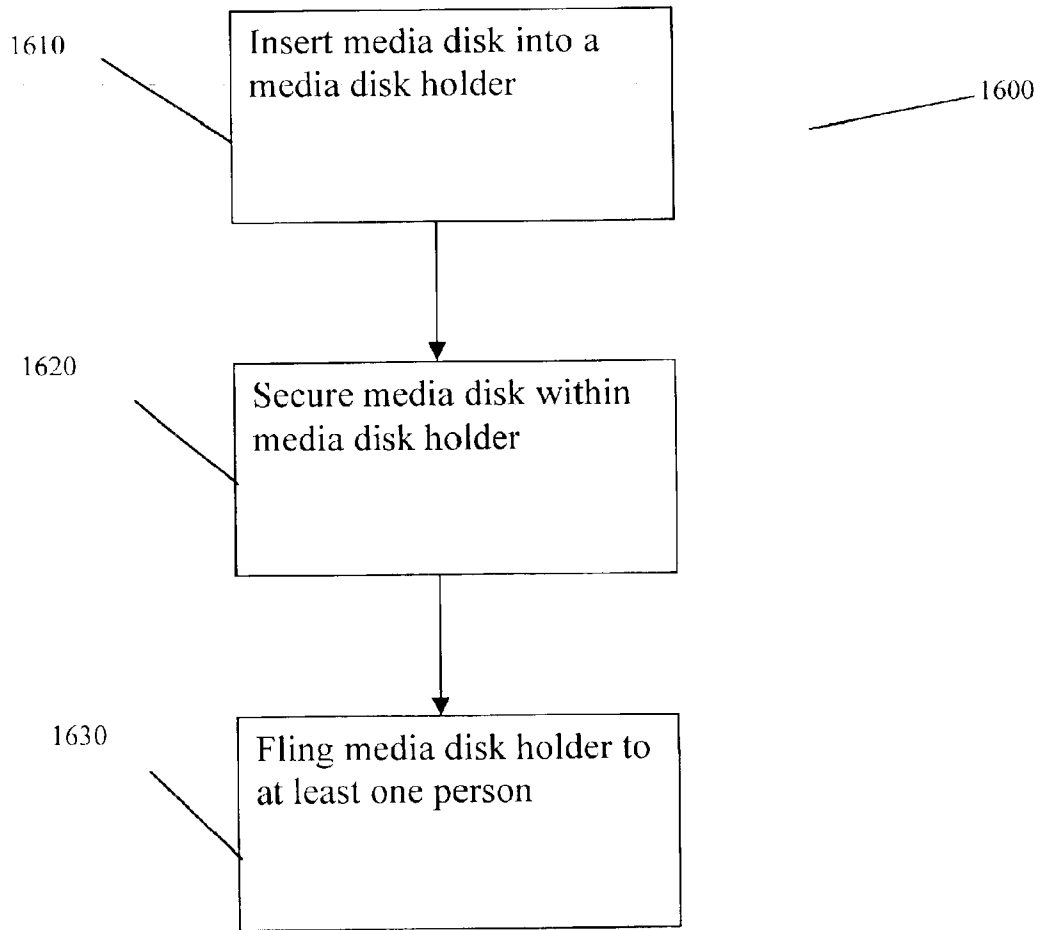 1610
Insert media disk into a
media disk holder
1600
1620
Secure media disk within
media disk holder
1630
Fling media disk holder to
at least one person